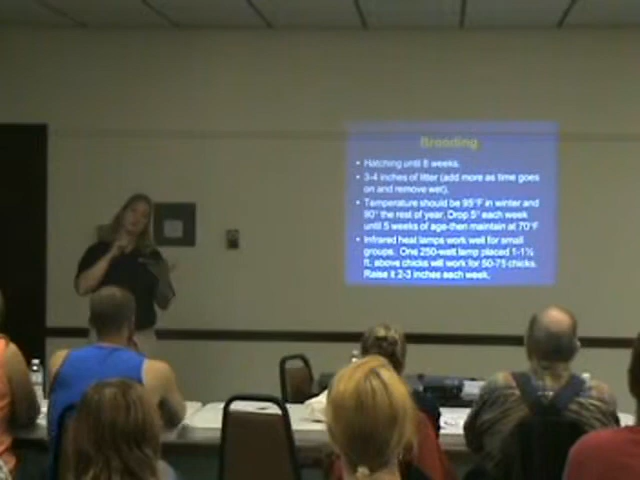 Brooding
• Hatching until 8 weeks.
• 3-4 inches of litter (add more as time goes
on and remove wet).
• Temperature should be 95°F in winter and
90° the rest of year. Drop 5° each week
until 5 weeks of age-then maintain at 70°F
• Infrared heat lamps work well for small
groups. One 250-watt lamp placed 1-1½
ft. above chicks will work for 50-75 chicks.
Raise it 2-3 inches each week.